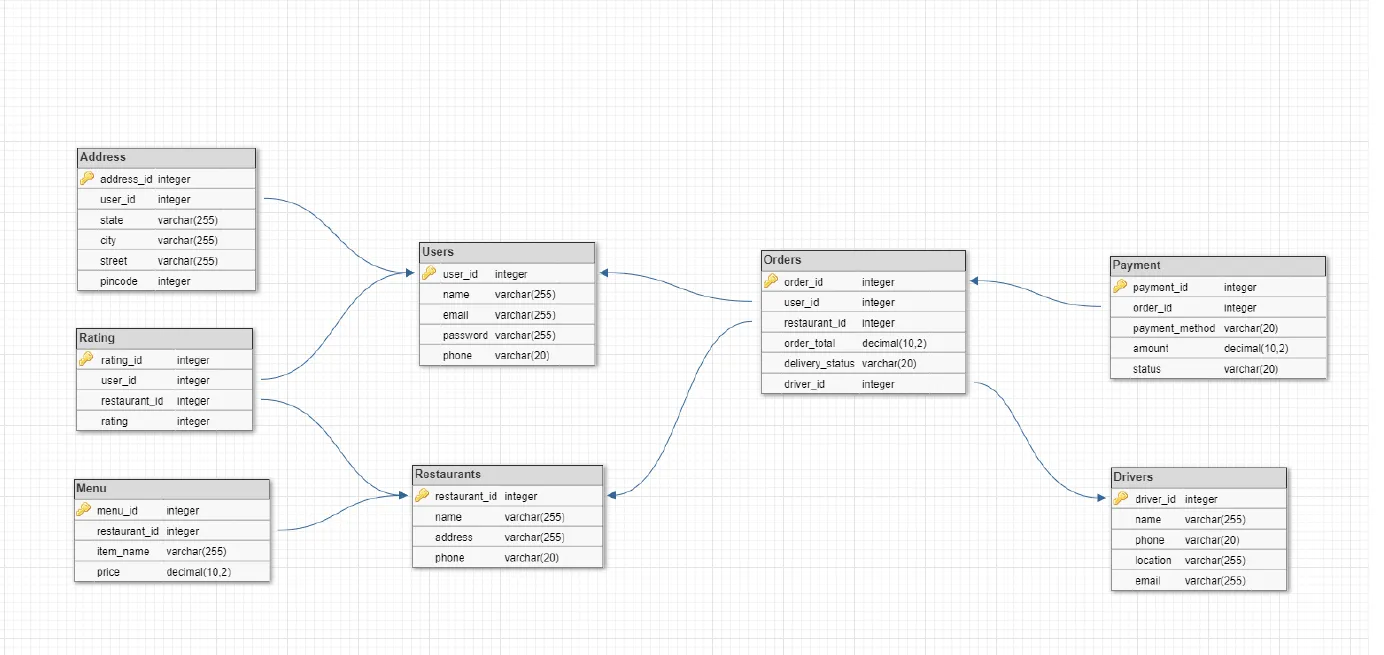 Address
address_id integer
user_id integer
state varchar(255)
city varchar(255)
street varchar(255)
pincode integer
Rating
rating_id integer
user_id integer
restaurant_id integer
rating integer
Menu
menu_id integer
restaurant_id integer
item_name varchar(255)
price decimal(10,2)
Users
user_id integer
name varchar(255)
email varchar(255)
password varchar(255)
phone varchar(20)
Restaurants
restaurant_id integer
name varchar(255)
address varchar(255)
phone varchar(20)
Orders
order_id integer
user_id integer
restaurant_id integer
order_total decimal(10,2)
delivery_status varchar(20)
driver_id integer
Payment
payment_id integer
order_id integer
payment_method varchar(20)
amount decimal(10,2)
status varchar(20)
Drivers
driver_id integer
name varchar(255)
phone varchar(20)
location varchar(255)
email varchar(255)